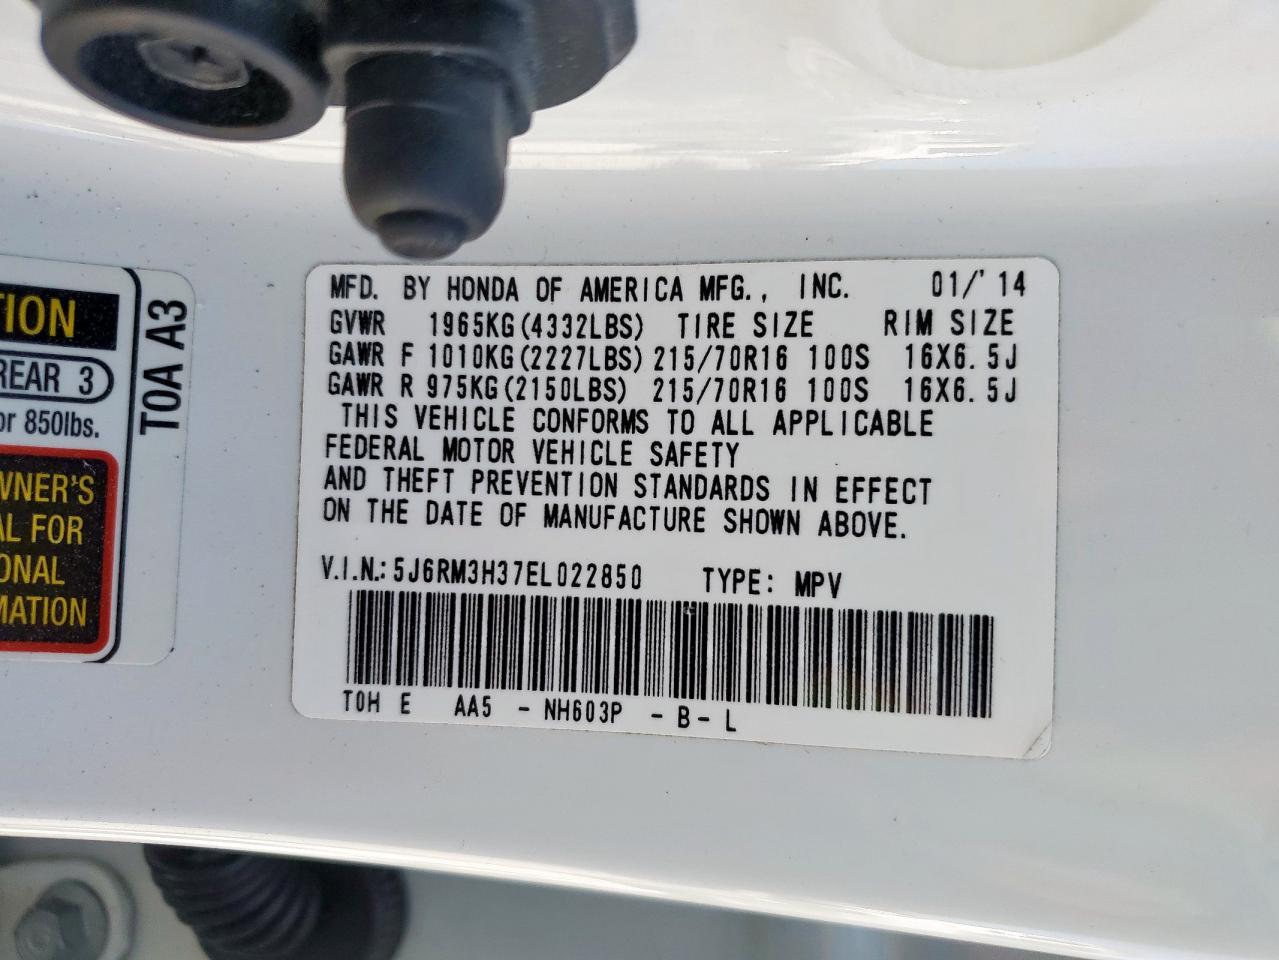 TION
REAR 3
or 850lbs.
WNER'S
AL FOR
ONAL
MATION
T0A A3
MFD. BY HONDA OF AMERICA MFG., INC. 01/'14
GVWR 1965KG(4332LBS) TIRE SIZE RIM SIZE
GAWR F 1010KG(2227LBS) 215/70R16 100S 16X6.5J
GAWR R 975KG(2150LBS) 215/70R16 100S 16X6.5J
THIS VEHICLE CONFORMS TO ALL APPLICABLE
FEDERAL MOTOR VEHICLE SAFETY
AND THEFT PREVENTION STANDARDS IN EFFECT
ON THE DATE OF MANUFACTURE SHOWN ABOVE.
V.I.N.: 5J6RM3H37EL022850 TYPE: MPV
T0H E AA5 - NH603P - B - L